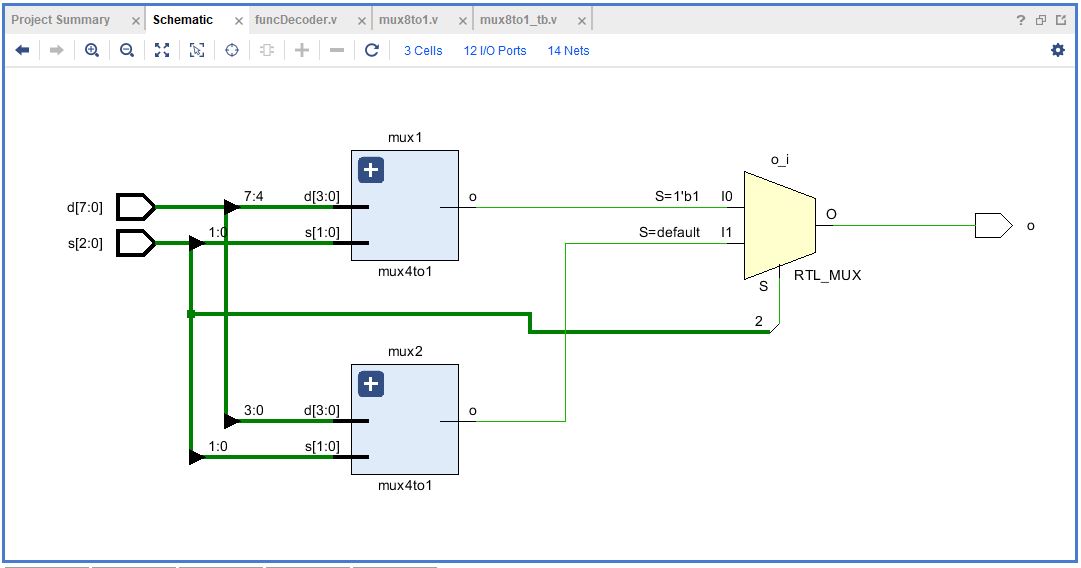 Project Summary × Schematic × funcDecoder.v × mux8to1.v × mux8to1_tb.v ×
?
3 Cells 12 I/O Ports 14 Nets
mux1
o_i
7:4 d[3:0] o S=1'b1 I0
d[7:0]
O
o
1:0 s[1:0] S=default I1
s[2:0]
mux4to1
RTL_MUX
S
2
mux2
3:0 d[3:0] o
1:0 s[1:0]
mux4to1